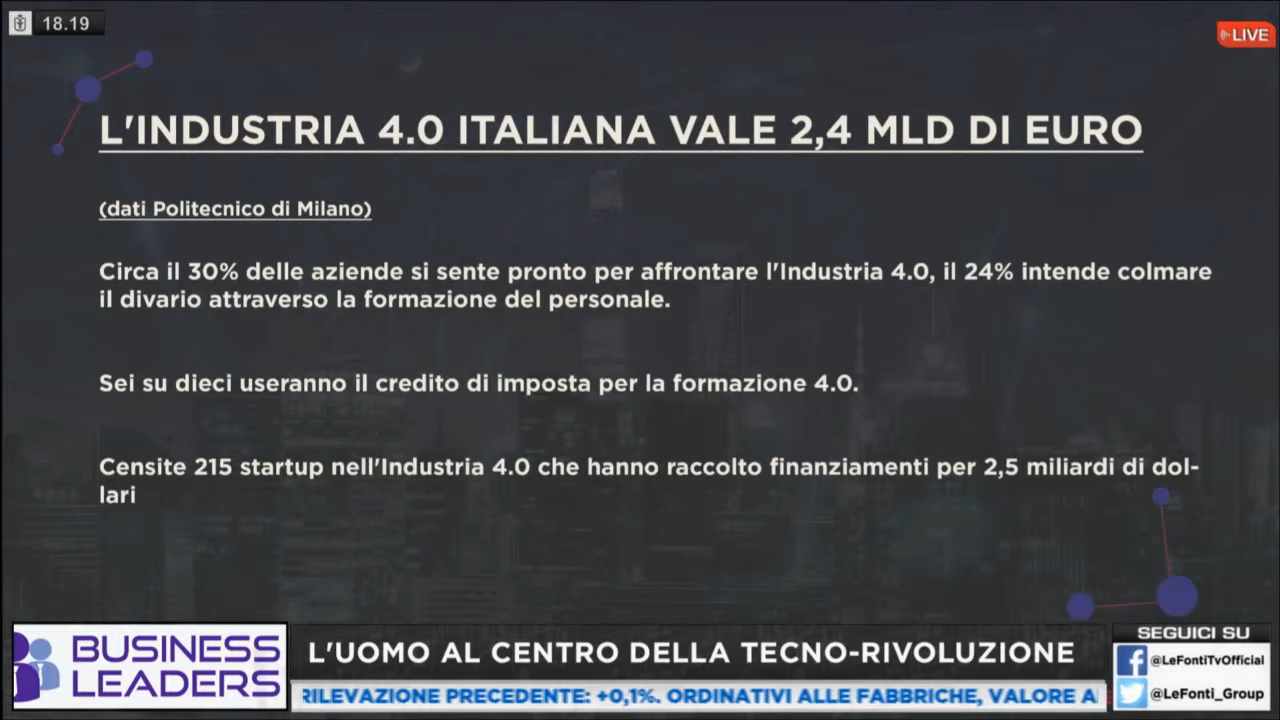 18.19
LIVE
L'INDUSTRIA 4.0 ITALIANA VALE 2,4 MLD DI EURO
(dati Politecnico di Milano)
Circa il 30% delle aziende si sente pronto per affrontare l'Industria 4.0, il 24% intende colmare
il divario attraverso la formazione del personale.
Sei su dieci useranno il credito di imposta per la formazione 4.0.
Censite 215 startup nell'Industria 4.0 che hanno raccolto finanziamenti per 2,5 miliardi di dol-
lari
BUSINESS
LEADERS
L'UOMO AL CENTRO DELLA TECNO-RIVOLUZIONE
RILEVAZIONE PRECEDENTE: +0,1%. ORDINATIVI ALLE FABBRICHE, VALORE A
SEGUICI SU
@LeFontiTvOfficial
@LeFonti_Group